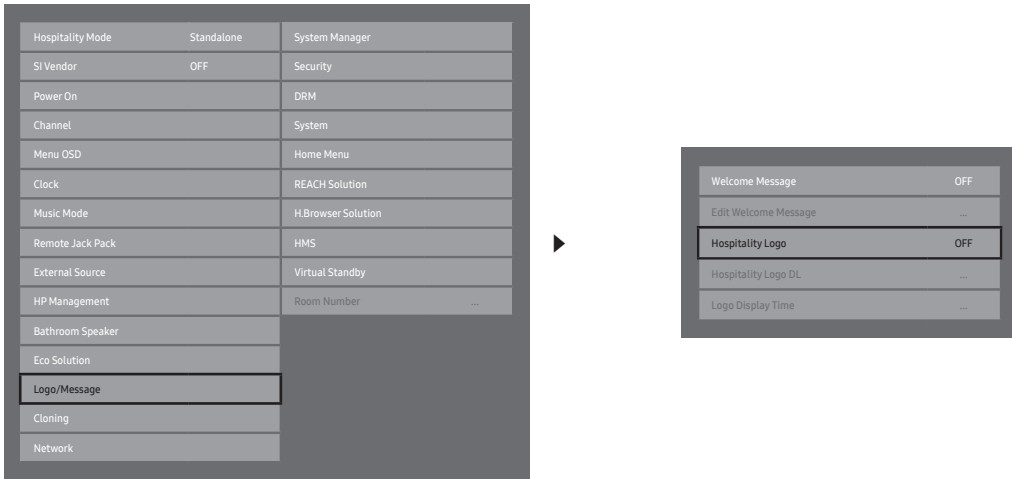 Hospitality Mode Standalone
SI Vendor OFF
Power On
Channel
Menu OSD
Clock
Music Mode
Remote Jack Pack
External Source
HP Management
Bathroom Speaker
Eco Solution
Logo/Message
Cloning
Network
System Manager
Security
DRM
System
Home Menu
REACH Solution
H.Browser Solution
HMS
Virtual Standby
Room Number ...
Welcome Message OFF
Edit Welcome Message ...
Hospitality Logo OFF
Hospitality Logo DL ...
Logo Display Time ...